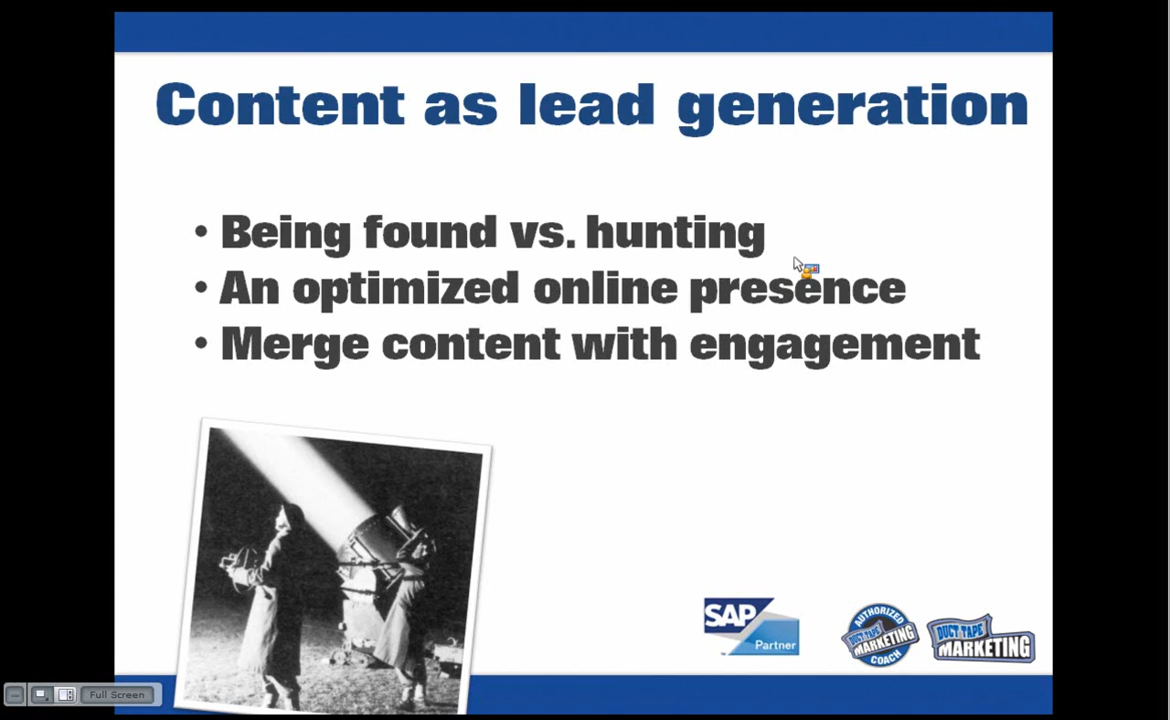 Content as lead generation
• Being found vs. hunting
• An optimized online presence
• Merge content with engagement
SAP
Partner
AUTHORIZED
DUCT TAPE
MARKETING
COACH
DUCT TAPE
MARKETING
Full Screen